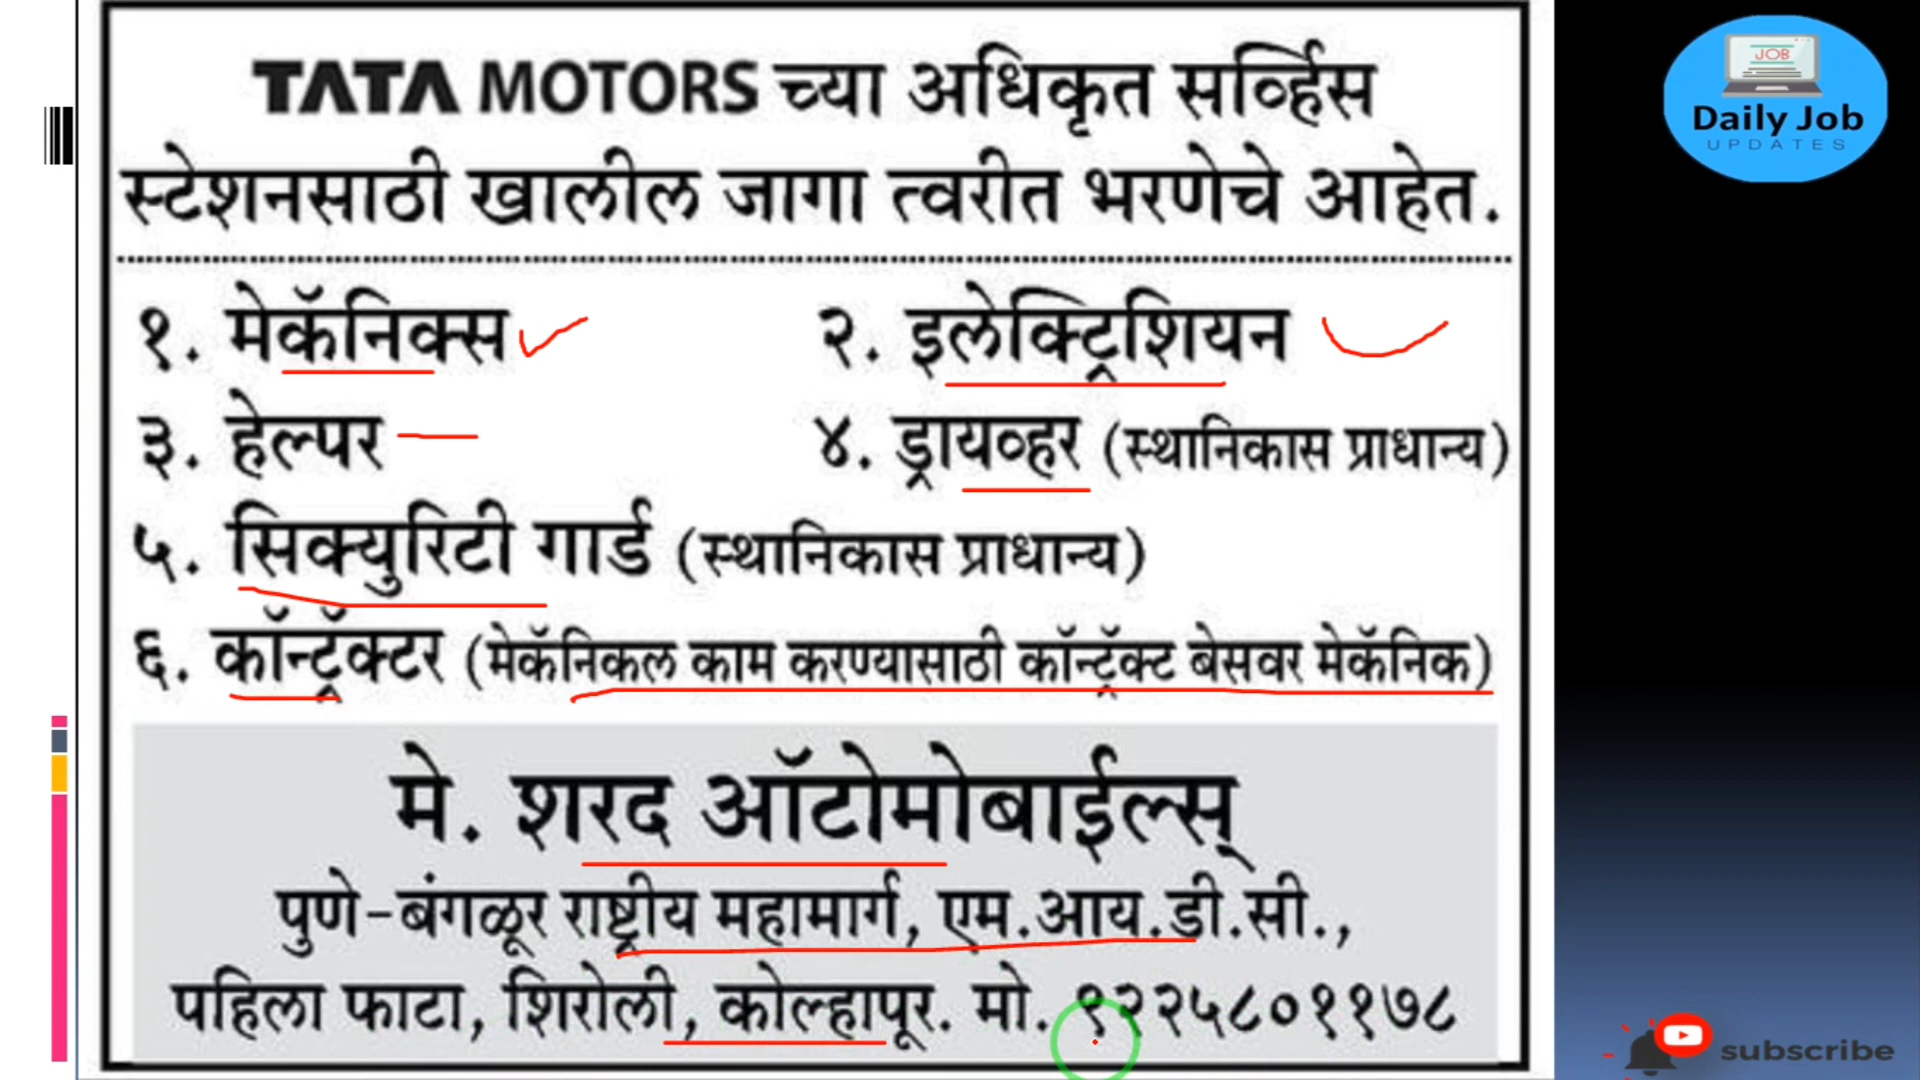 TATA MOTORS च्या अधिकृत सर्व्हिस
स्टेशनसाठी खालील जागा त्वरीत भरणेचे आहेत.
१. मेकॅनिक्स २. इलेक्ट्रिशियन
३. हेल्पर ४. ड्रायव्हर (स्थानिकास प्राधान्य)
५. सिक्युरिटी गार्ड (स्थानिकास प्राधान्य)
६. कॉन्ट्रॅक्टर (मेकॅनिकल काम करण्यासाठी कॉन्ट्रॅक्ट बेसवर मेकॅनिक)
मे. शरद ऑटोमोबाईल्स्
पुणे-बंगळूर राष्ट्रीय महामार्ग, एम.आय.डी.सी.,
पहिला फाटा, शिरोली, कोल्हापूर. मो. ९२२५८०११७८
JOB
Daily Job
UPDATES
subscribe